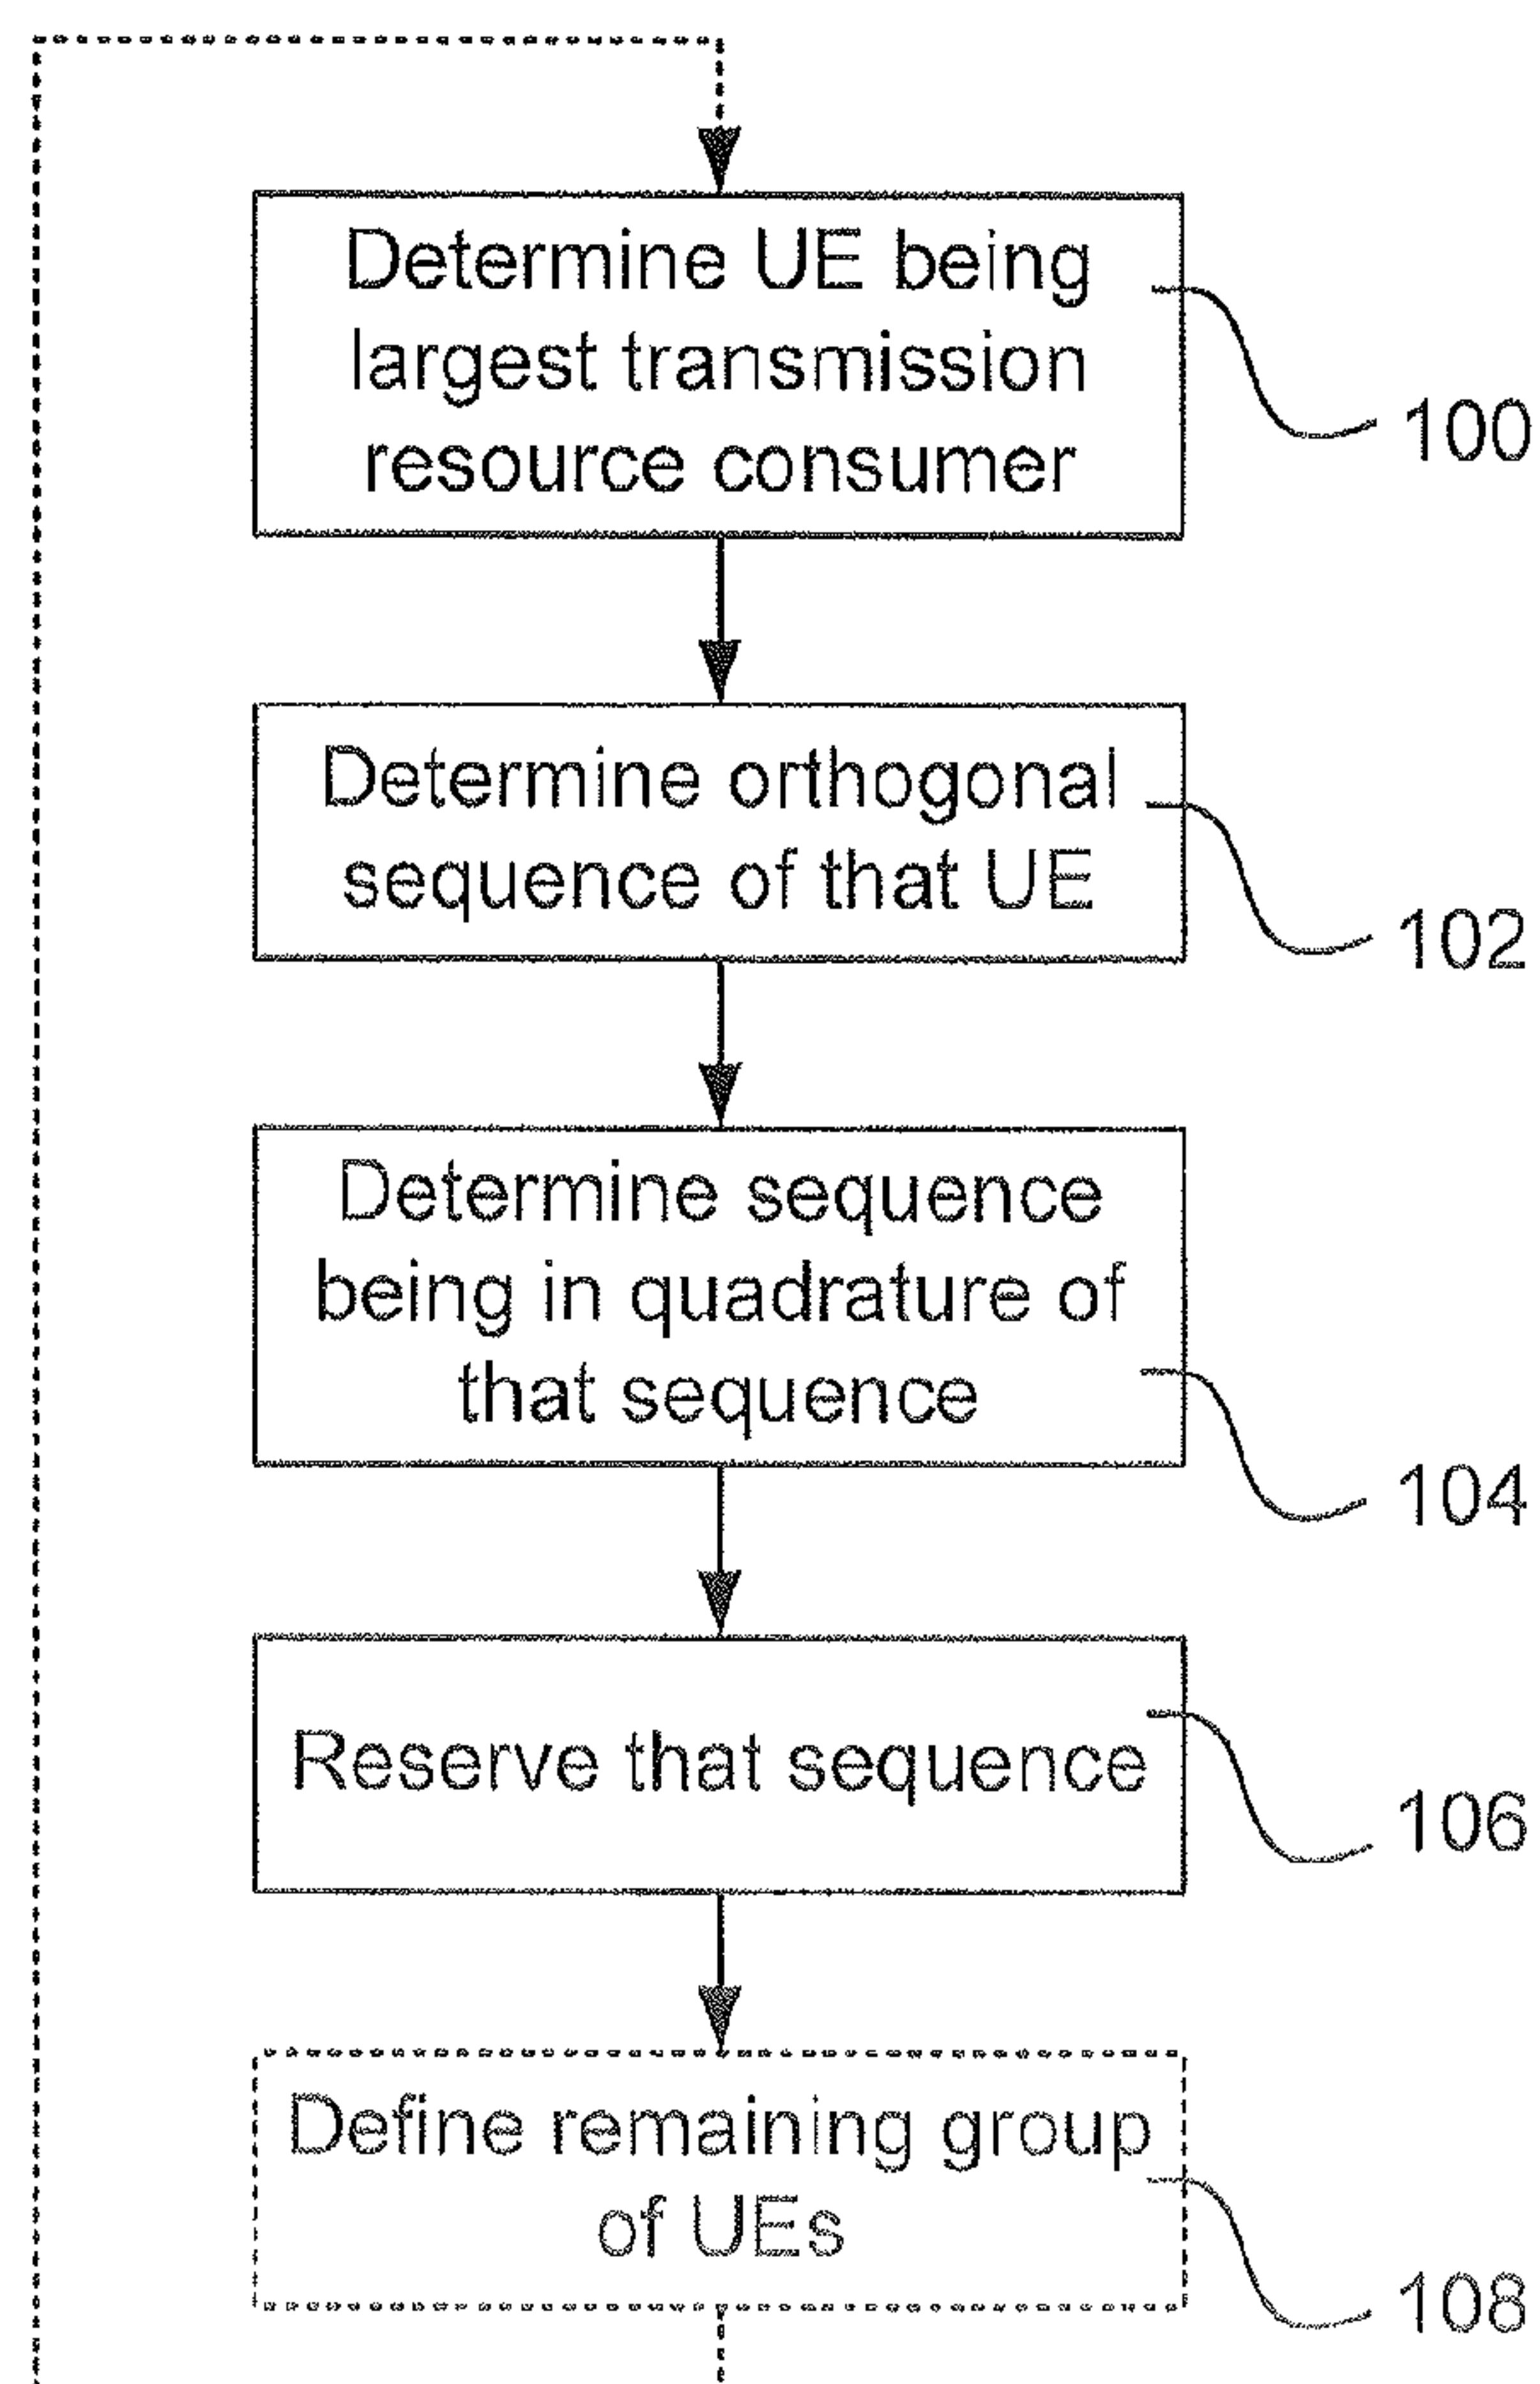 Determine UE being
largest transmission
resource consumer
100
Determine orthogonal
sequence of that UE
102
Determine sequence
being in quadrature of
that sequence
104
Reserve that sequence
106
Define remaining group
of UEs
108